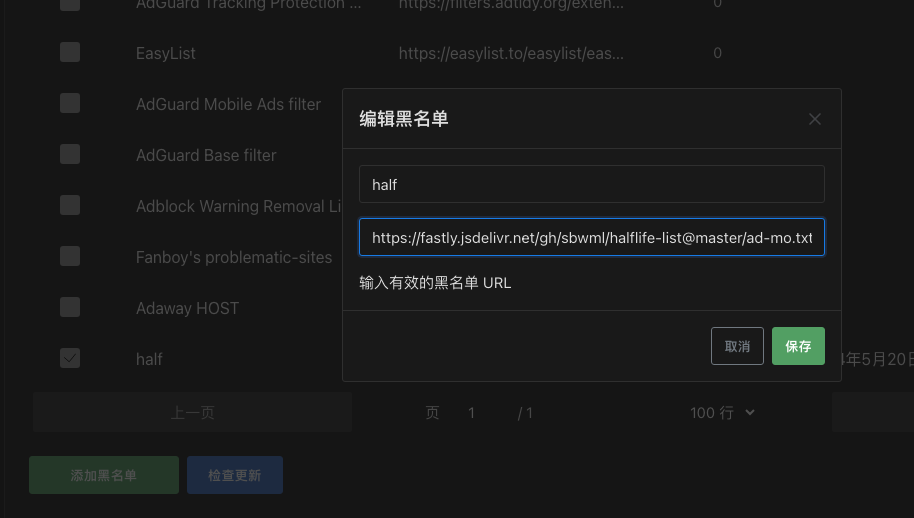 AdGuard Tracking Protection ... https://filters.adtidy.org/exten... 0
EasyList https://easylist.to/easylist/eas... 0
AdGuard Mobile Ads filter
编辑黑名单
AdGuard Base filter
half
Adblock Warning Removal Li
https://fastly.jsdelivr.net/gh/sbwml/halflife-list@master/ad-mo.txt
Fanboy's problematic-sites
输入有效的黑名单 URL
Adaway HOST
取消 保存
half 4年5月20日
上一页 页 1 / 1 100 行
添加黑名单 检查更新